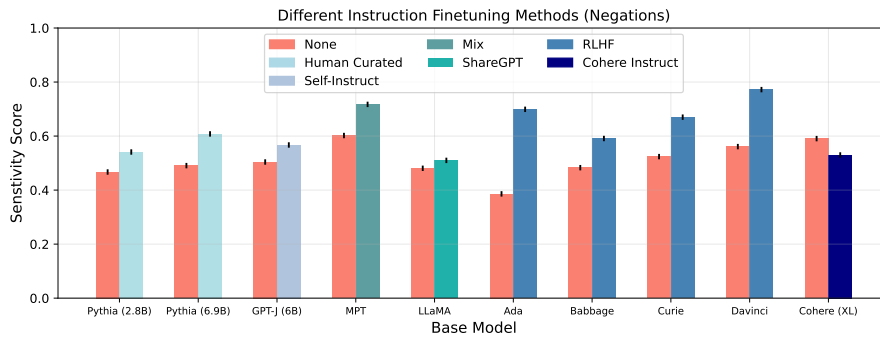 Different Instruction Finetuning Methods (Negations)
None
Human Curated
Self-Instruct
Mix
ShareGPT
RLHF
Cohere Instruct
Senstivity Score
1.0
0.8
0.6
0.4
0.2
0.0
Pythia (2.8B) Pythia (6.9B) GPT-J (6B) MPT LLaMA Ada Babbage Curie Davinci Cohere (XL)
Base Model